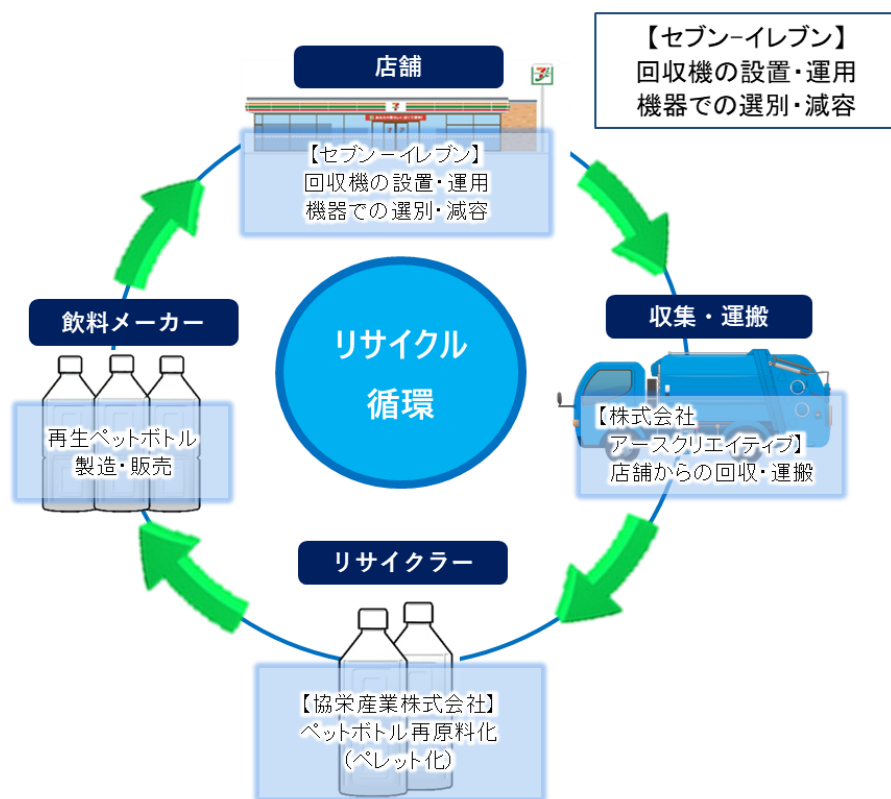 【セブン-イレブン】
回収機の設置・運用
機器での選別・減容
店舗
【セブン-イレブン】
回収機の設置・運用
機器での選別・減容
収集・運搬
【株式会社
アースクリエイティブ】
店舗からの回収・運搬
リサイクル
循環
飲料メーカー
再生ペットボトル
製造・販売
リサイクラー
【協栄産業株式会社】
ペットボトル再原料化
(ペレット化)